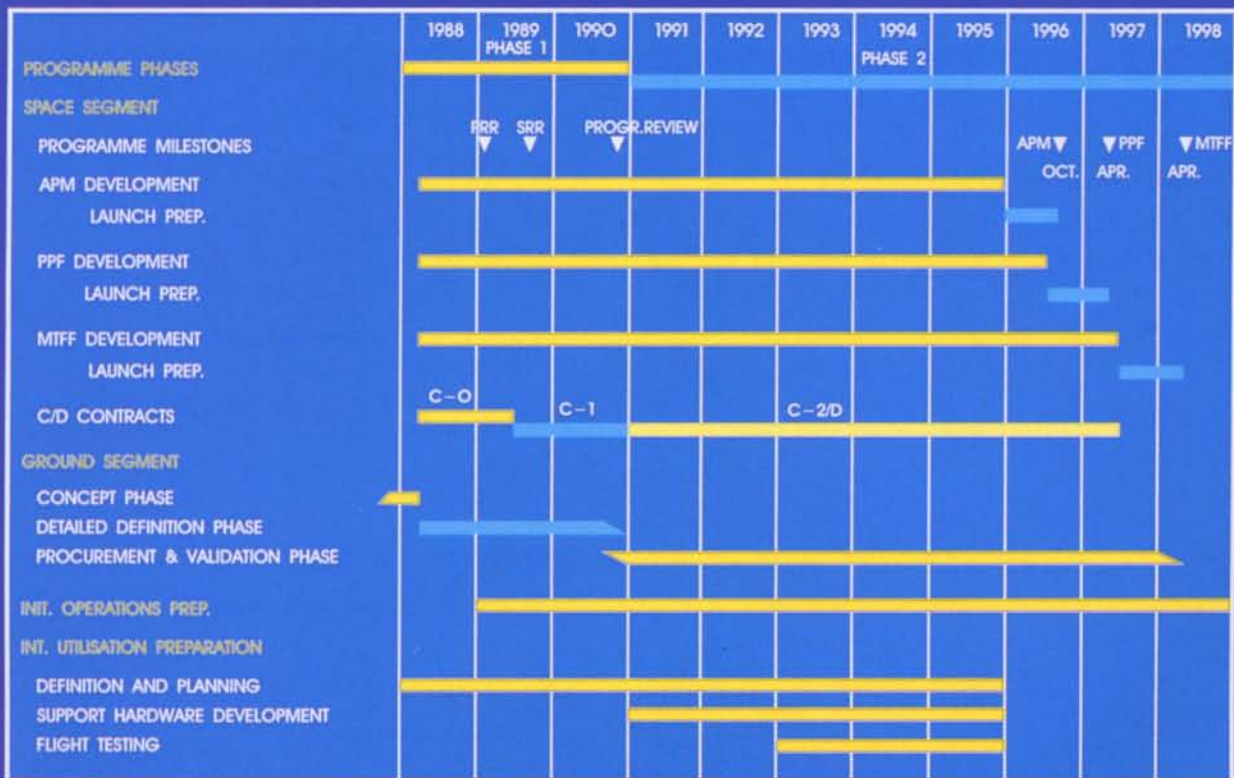 1988 1989 1990 1991 1992 1993 1994 1995 1996 1997 1998
PHASE 1 PHASE 2
PROGRAMME PHASES
SPACE SEGMENT
PRR SRR PROGR.REVIEW
PROGRAMME MILESTONES APM PPF MTFF
OCT. APR. APR.
APM DEVELOPMENT
LAUNCH PREP.
PPF DEVELOPMENT
LAUNCH PREP.
MTFF DEVELOPMENT
LAUNCH PREP.
C-0 C-1 C-2/D
C/D CONTRACTS
GROUND SEGMENT
CONCEPT PHASE
DETAILED DEFINITION PHASE
PROCUREMENT & VALIDATION PHASE
INIT. OPERATIONS PREP.
INT. UTILISATION PREPARATION
DEFINITION AND PLANNING
SUPPORT HARDWARE DEVELOPMENT
FLIGHT TESTING